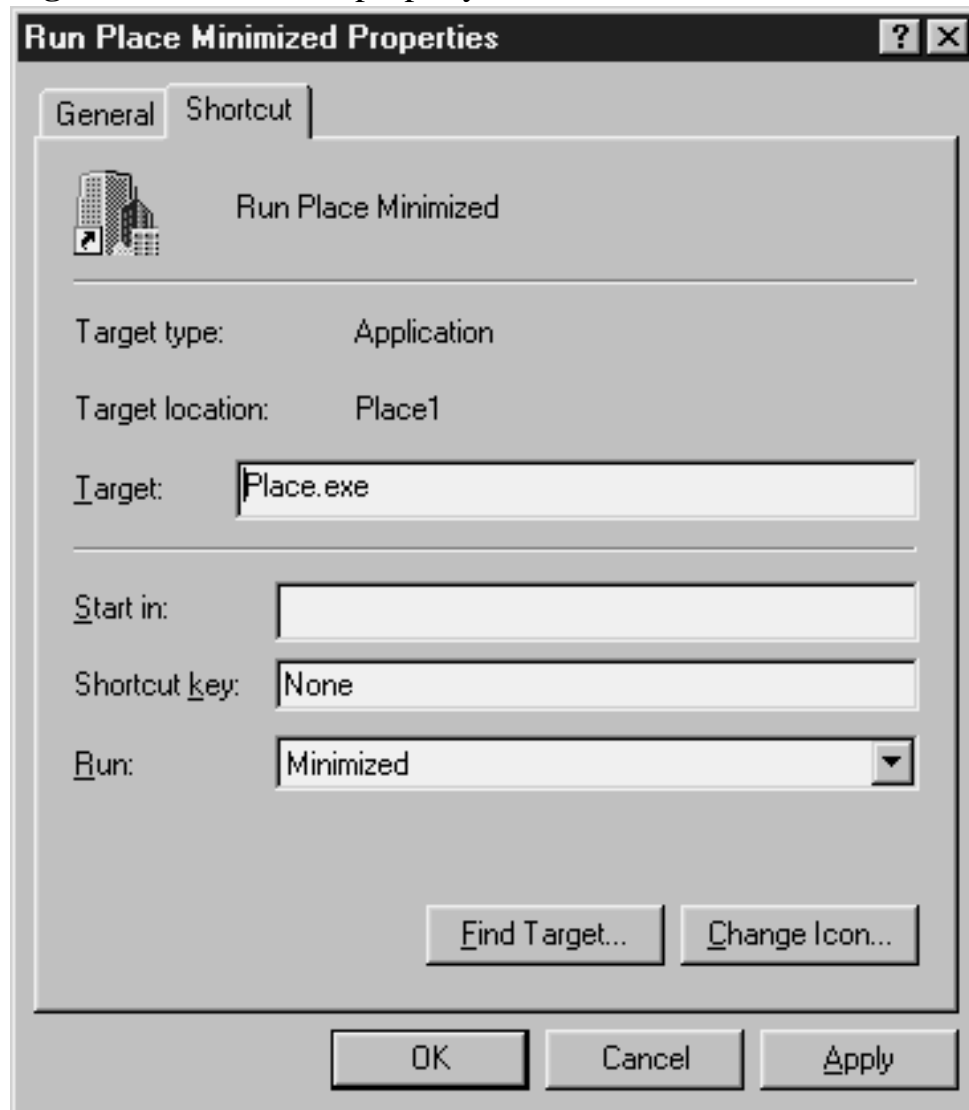 Run Place Minimized Properties
General Shortcut
Run Place Minimized
Target type: Application
Target location: Place1
Target: Place.exe
Start in:
Shortcut key: None
Run: Minimized
Find Target... Change Icon...
OK Cancel Apply